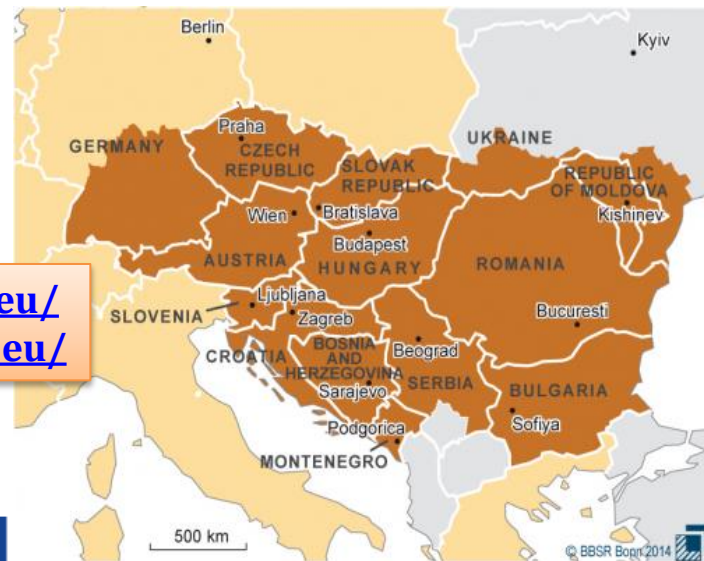 Berlin
Kyiv
Praha
GERMANY
CZECH
REPUBLIC
UKRAINE
SLOVAK
REPUBLIC
REPUBLIC
OF MOLDOVA
Kishinev
Wien
Bratislava
Budapest
AUSTRIA
HUNGARY
ROMANIA
eu/
eu/
Ljubljana
SLOVENIA
Zagreb
Bucuresti
CROATIA
BOSNIA
AND
HERZEGOVINA
Beograd
Sarajevo
SERBIA
BULGARIA
Sofiya
Podgorica
MONTENEGRO
500 km
© BBSR Bonn 2014